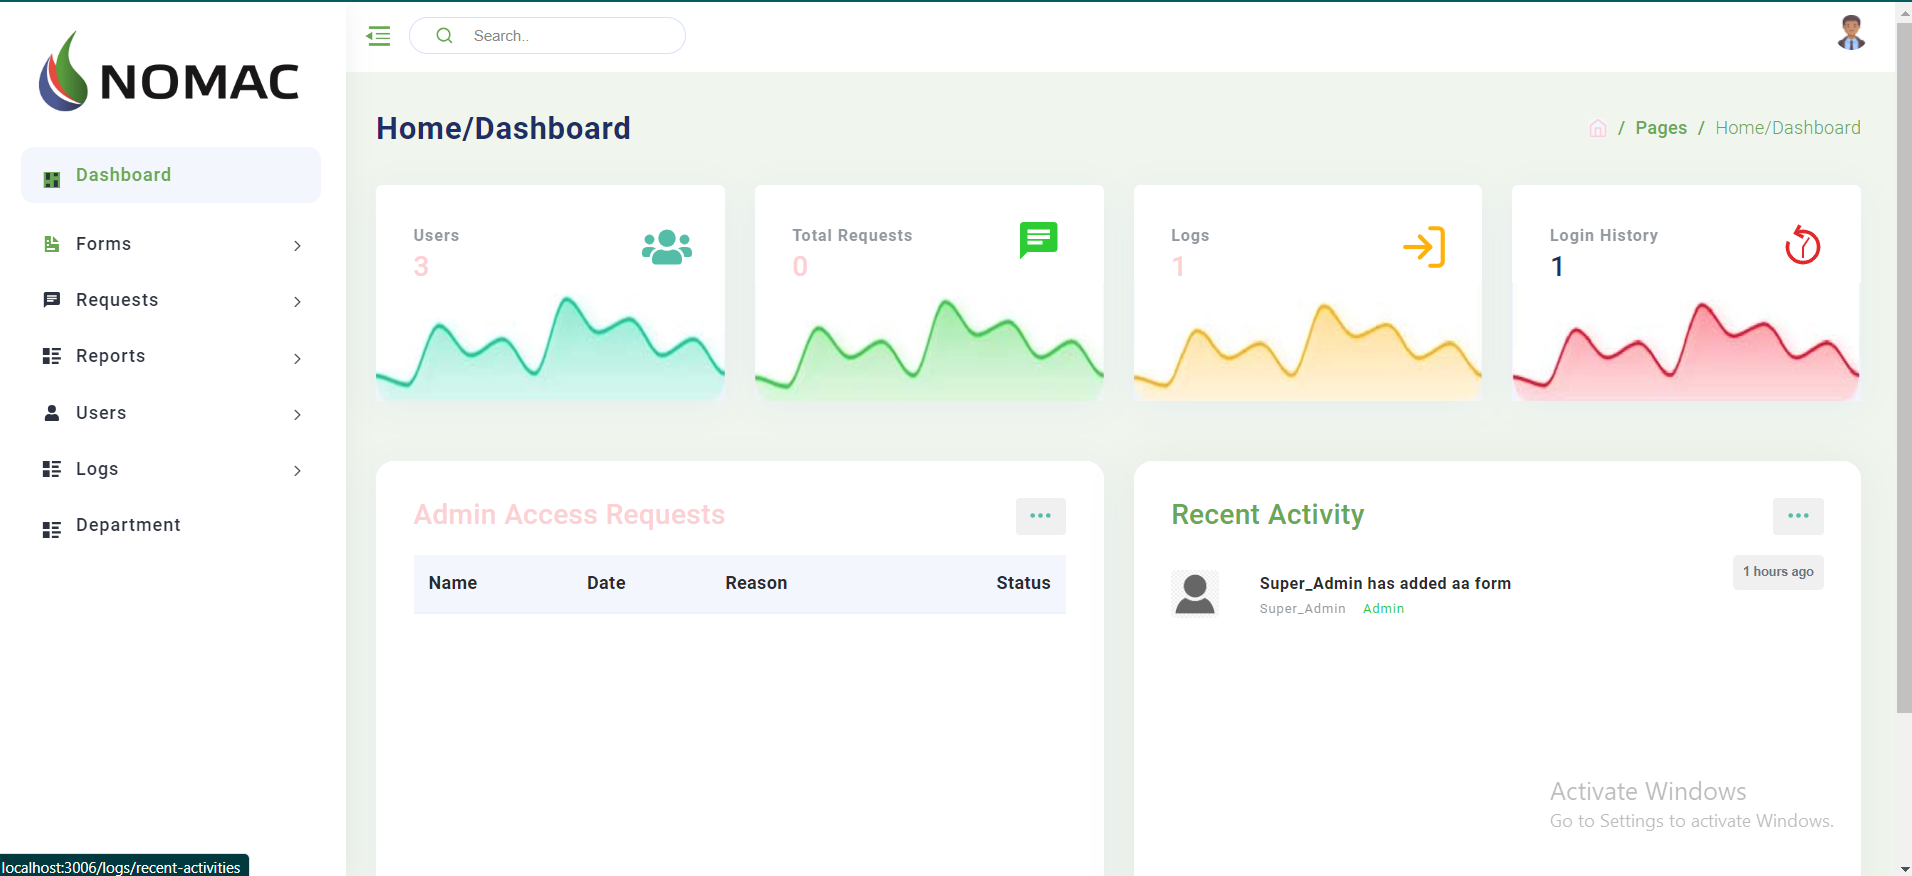 NOMAC
Search..
Dashboard
Forms
Requests
Reports
Users
Logs
Department
Home/Dashboard
/ Pages / Home/Dashboard
Users
3
Total Requests
0
Logs
1
Login History
1
Admin Access Requests
Name Date Reason Status
Recent Activity
Super_Admin has added aa form
1 hours ago
Super_Admin Admin
Activate Windows
Go to Settings to activate Windows.
localhost:3006/logs/recent-activities